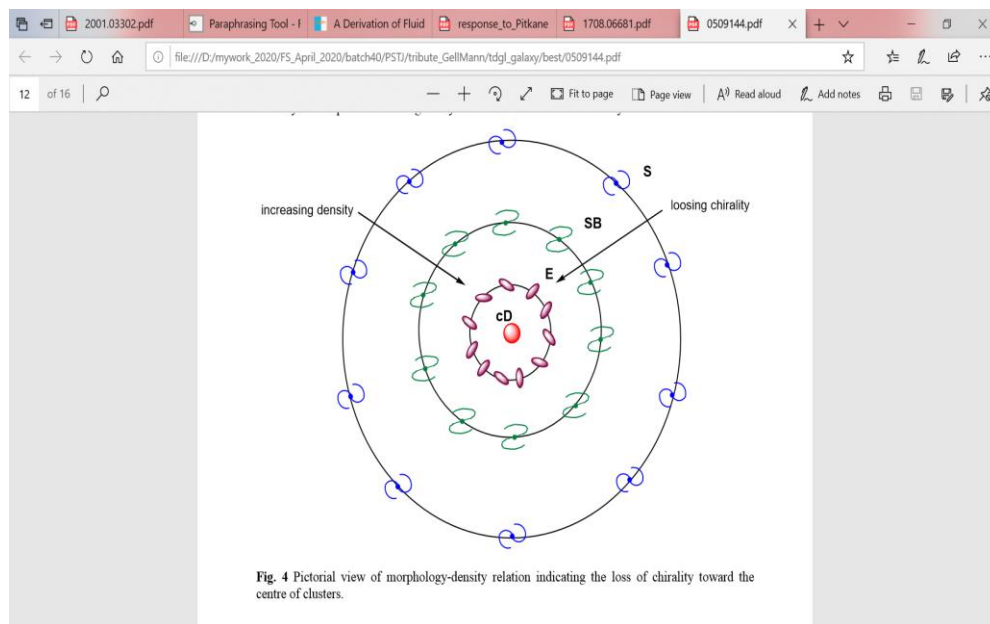 2001.03302.pdf
Paraphrasing Tool - F
A Derivation of Fluid
response_to_Pitkane
1708.06681.pdf
0509144.pdf
file:///D:/mywork_2020/FS_April_2020/batch40/PSTJ/tribute_GellMann/tdgl_galaxy/best/0509144.pdf
12 of 16
Fit to page
Page view
Read aloud
Add notes
S
increasing density
loosing chirality
SB
E
cD
Fig. 4 Pictorial view of morphology-density relation indicating the loss of chirality toward the
centre of clusters.